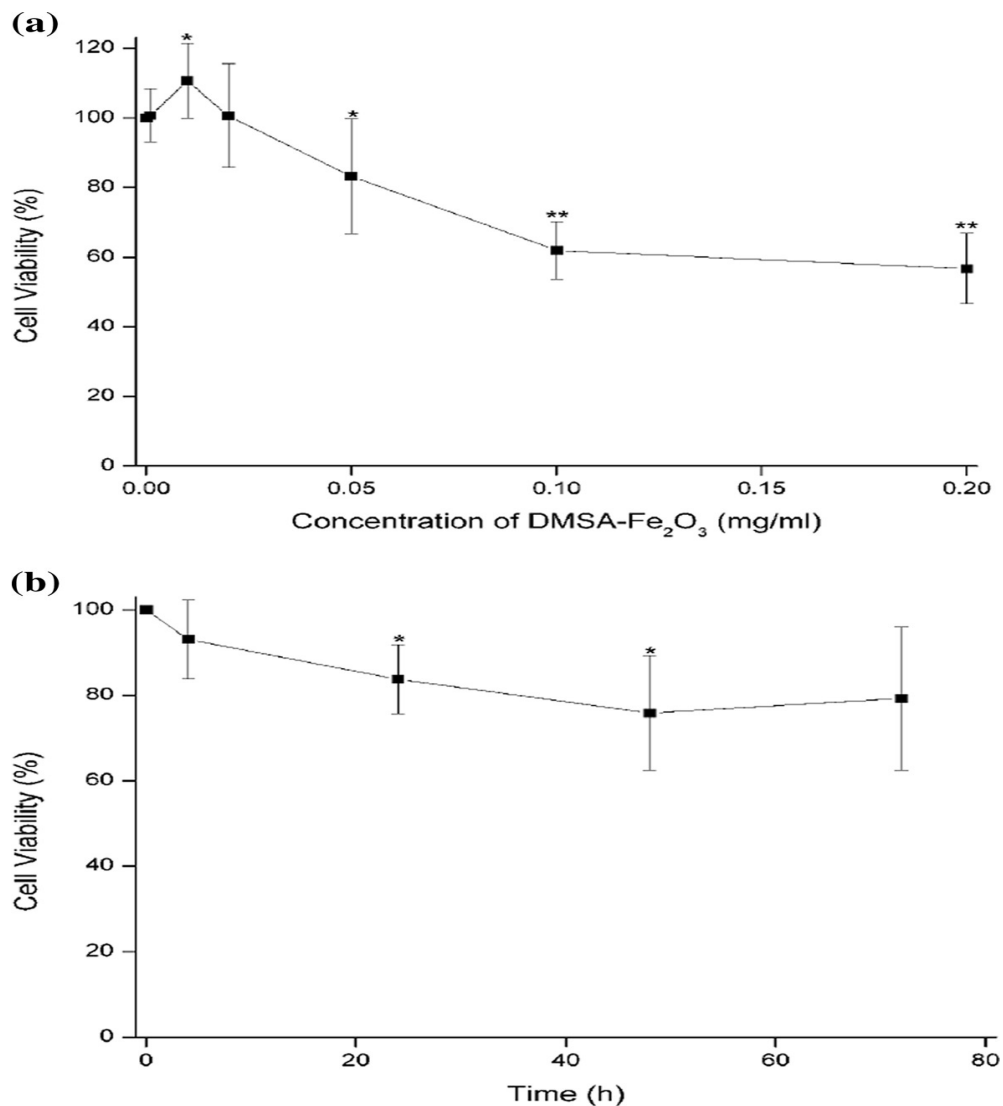 (a)
120
100
80
60
40
20
0
Cell Viability (%)
*
*
**
**
0.00 0.05 0.10 0.15 0.20
Concentration of DMSA-Fe₂O₃ (mg/ml)
(b)
100
80
60
40
20
0
Cell Viability (%)
*
*
0 20 40 60 80
Time (h)